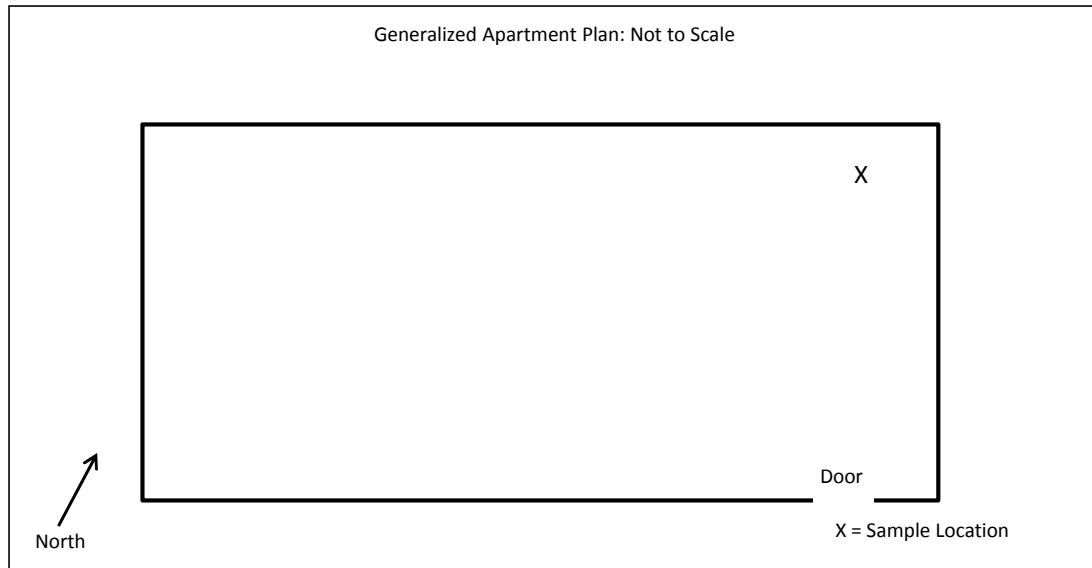 Generalized Apartment Plan: Not to Scale
X
Door
X = Sample Location
North